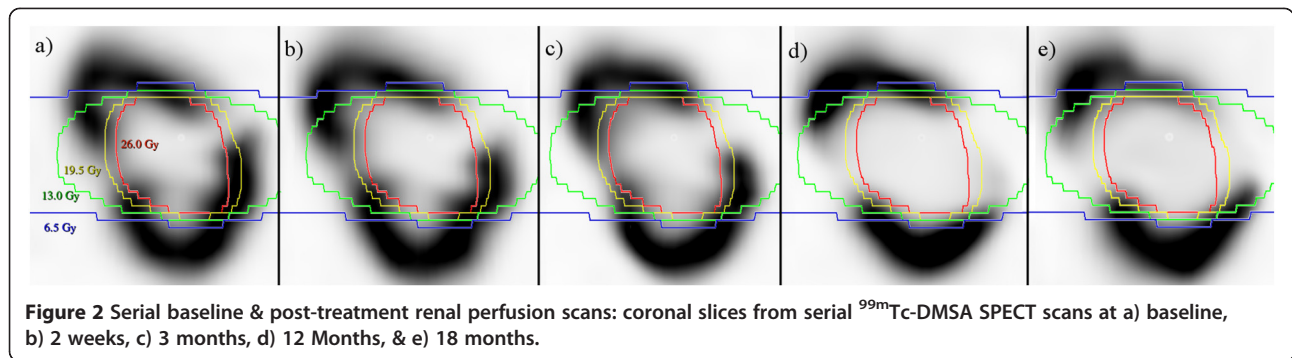 a)
b)
c)
d)
e)
26.0 Gy
19.5 Gy
13.0 Gy
6.5 Gy
Figure 2 Serial baseline & post-treatment renal perfusion scans: coronal slices from serial 99mTc-DMSA SPECT scans at a) baseline,
b) 2 weeks, c) 3 months, d) 12 Months, & e) 18 months.